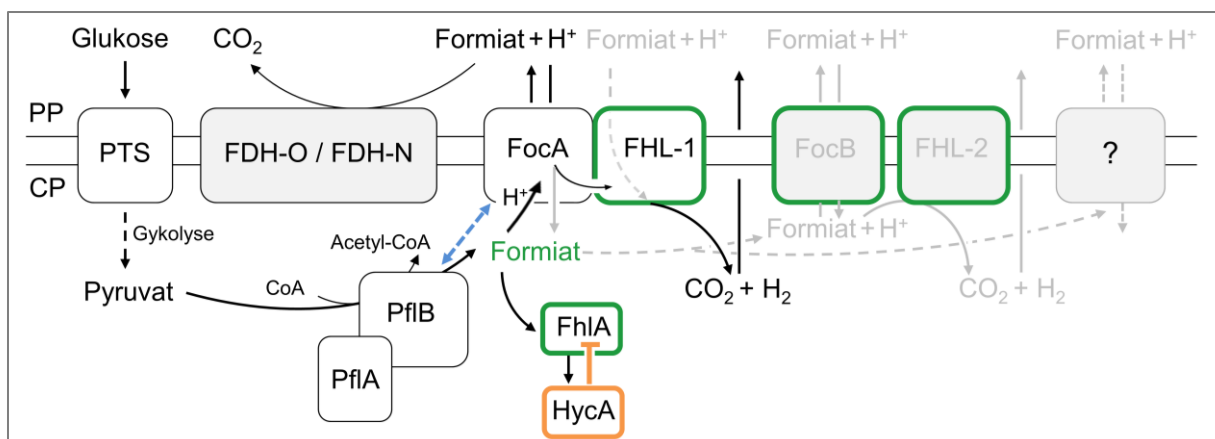 Glukose
CO2
Formiat + H+
Formiat + H+
Formiat + H+
Formiat + H+
PP
CP
PTS
FDH-O / FDH-N
FocA
H+
FHL-1
FocB
FHL-2
?
Gykolyse
Acetyl-CoA
Formiat
Formiat + H+
Pyruvat
CoA
PflB
CO2 + H2
CO2 + H2
PflA
FhlA
HycA